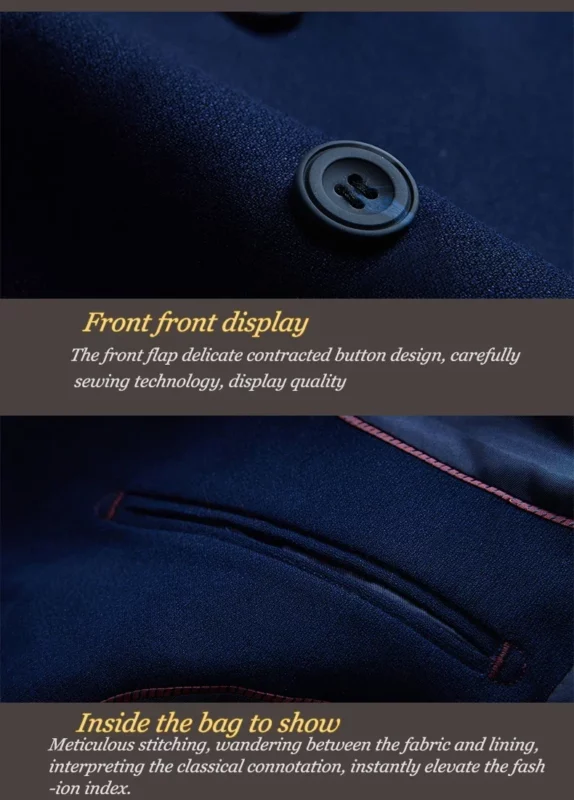 Front front display
The front flap delicate contracted button design, carefully
sewing technology, display quality
Inside the bag to show
Meticulous stitching, wandering between the fabric and lining,
interpreting the classical connotation, instantly elevate the fash
-ion index.